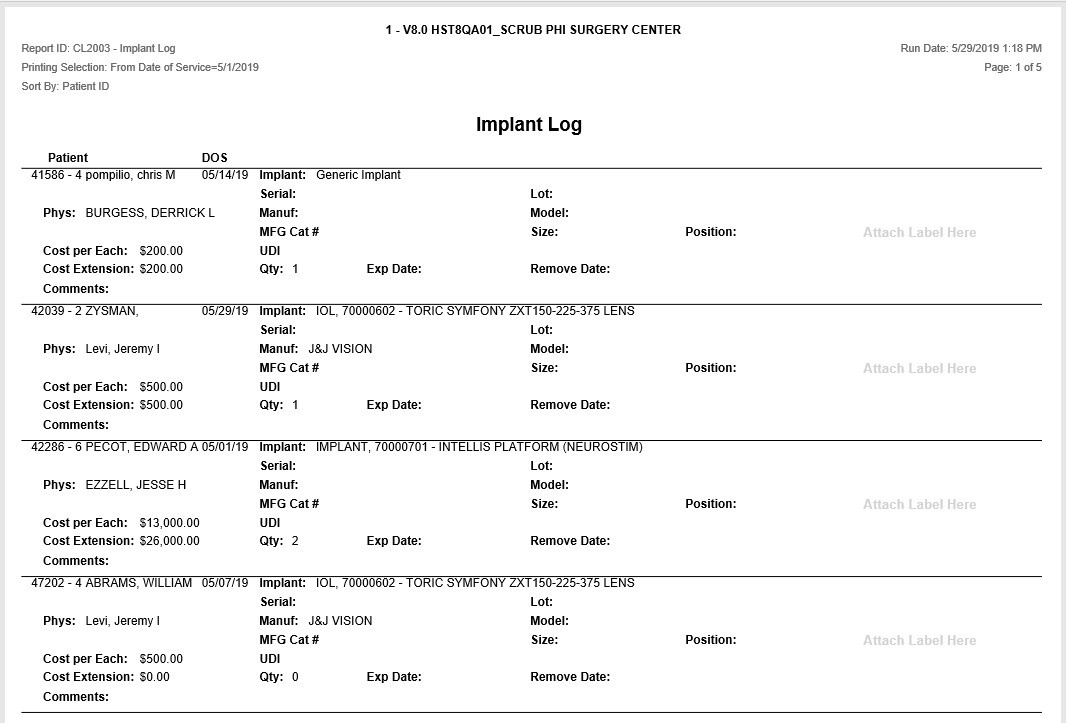 1 - V8.0 HST8QA01_SCRUB PHI SURGERY CENTER
Report ID: CL2003 - Implant Log Run Date: 5/29/2019 1:18 PM
Printing Selection: From Date of Service=5/1/2019 Page: 1 of 5
Sort By: Patient ID
Implant Log
Patient DOS
41586 - 4 pompilio, chris M 05/14/19 Implant: Generic Implant
Serial: Lot:
Phys: BURGESS, DERRICK L Manuf: Model:
MFG Cat # Size: Position: Attach Label Here
Cost per Each: $200.00 UDI
Cost Extension: $200.00 Qty: 1 Exp Date: Remove Date:
Comments:
42039 - 2 ZYSMAN, 05/29/19 Implant: IOL, 70000602 - TORIC SYMFONY ZXT150-225-375 LENS
Serial: Lot:
Phys: Levi, Jeremy I Manuf: J&J VISION Model:
MFG Cat # Size: Position: Attach Label Here
Cost per Each: $500.00 UDI
Cost Extension: $500.00 Qty: 1 Exp Date: Remove Date:
Comments:
42286 - 6 PECOT, EDWARD A 05/01/19 Implant: IMPLANT, 70000701 - INTELLIS PLATFORM (NEUROSTIM)
Serial: Lot:
Phys: EZZELL, JESSE H Manuf: Model:
MFG Cat # Size: Position: Attach Label Here
Cost per Each: $13,000.00 UDI
Cost Extension: $26,000.00 Qty: 2 Exp Date: Remove Date:
Comments:
47202 - 4 ABRAMS, WILLIAM 05/07/19 Implant: IOL, 70000602 - TORIC SYMFONY ZXT150-225-375 LENS
Serial: Lot:
Phys: Levi, Jeremy I Manuf: J&J VISION Model:
MFG Cat # Size: Position: Attach Label Here
Cost per Each: $500.00 UDI
Cost Extension: $0.00 Qty: 0 Exp Date: Remove Date:
Comments: